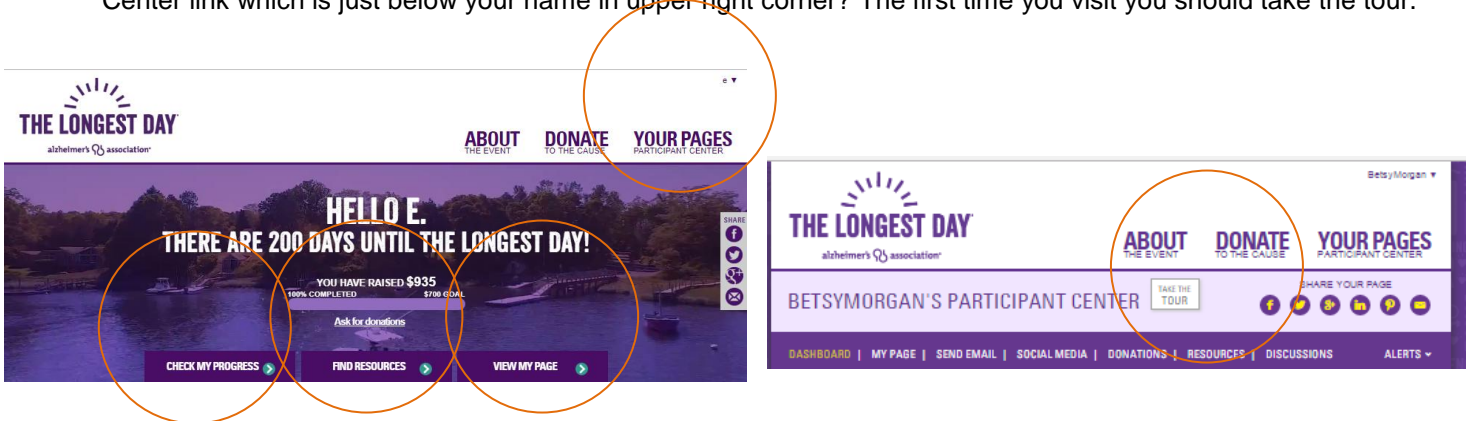 Center link which is just below your name in upper right corner? The first time you visit you should take the tour.
e ▼
THE LONGEST DAY
alzheimer's association
ABOUT
THE EVENT
DONATE
TO THE CAUSE
YOUR PAGES
PARTICIPANT CENTER
HELLO E.
THERE ARE 200 DAYS UNTIL THE LONGEST DAY!
YOU HAVE RAISED $935
100% COMPLETED $700 GOAL
Ask for donations
CHECK MY PROGRESS
FIND RESOURCES
VIEW MY PAGE
SHARE
BetsyMorgan ▼
THE LONGEST DAY
alzheimer's association
ABOUT
THE EVENT
DONATE
TO THE CAUSE
YOUR PAGES
PARTICIPANT CENTER
BETSYMORGAN'S PARTICIPANT CENTER
TAKE THE
TOUR
SHARE YOUR PAGE
DASHBOARD | MY PAGE | SEND EMAIL | SOCIAL MEDIA | DONATIONS | RESOURCES | DISCUSSIONS ALERTS